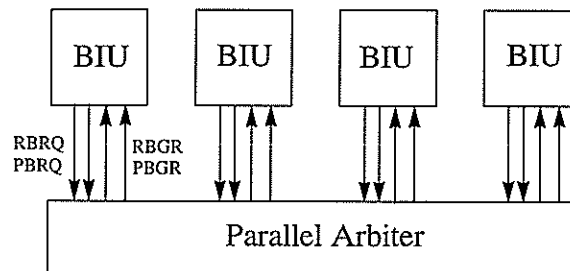 BIU BIU BIU BIU
RBRQ RBGR
PBRQ PBGR
Parallel Arbiter